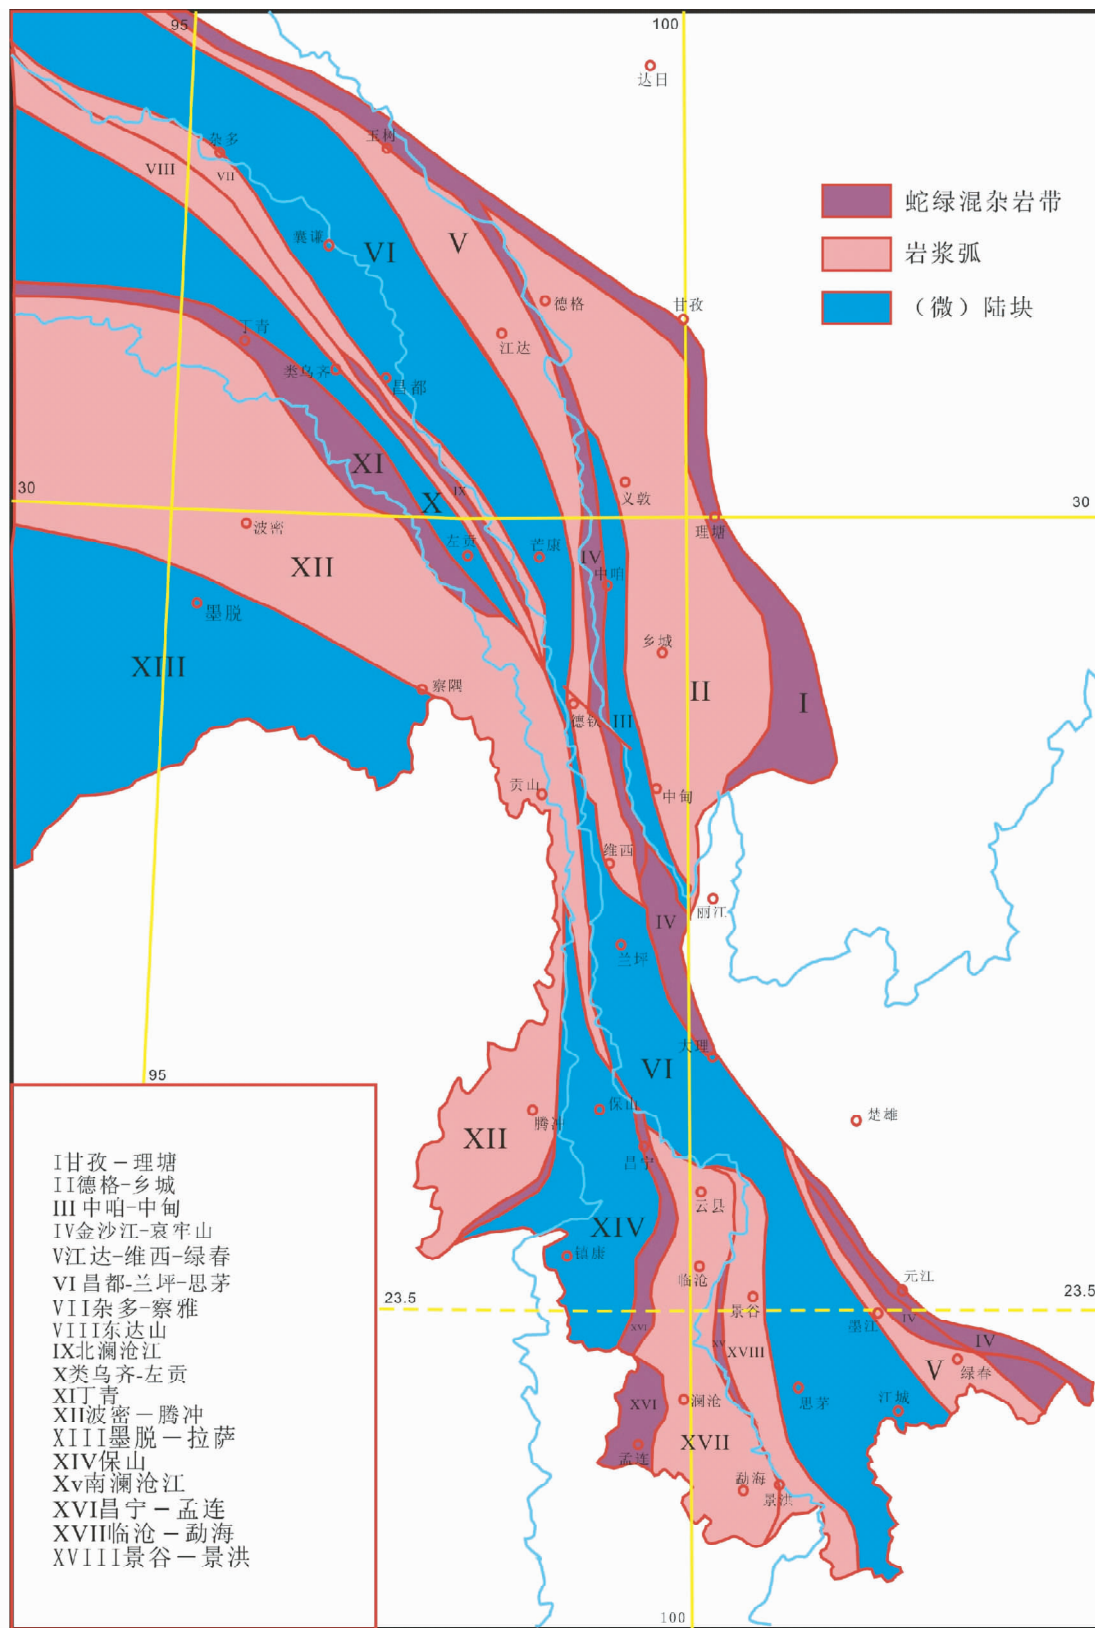 95
100
达日
杂多
玉树
VIII
VII
蛇绿混杂岩带
囊谦
VI
V
岩浆弧
德格
甘孜
（微）陆块
丁青
江达
类乌齐
昌都
XI
IX
X
义敦
30
30
波密
理塘
左贡
芒康
IV
XII
中咱
墨脱
乡城
XIII
察隅
II
I
德钦
III
贡山
中甸
维西
丽江
IV
兰坪
大理
VI
95
保山
楚雄
腾冲
XII
昌宁
云县
XIV
镇康
临沧
元江
景谷
23.5
23.5
墨江
IV
XVI
XV
XVIII
IV
V
绿春
思茅
江城
XVI
澜沧
XVII
孟连
勐海
景洪
100
I甘孜－理塘
II德格-乡城
III中咱-中甸
IV金沙江-哀牢山
V江达-维西-绿春
VI昌都-兰坪-思茅
VII杂多-察雅
VIII东达山
IX北澜沧江
X类乌齐-左贡
XI丁青
XII波密－腾冲
XIII墨脱－拉萨
XIV保山
Xv南澜沧江
XVI昌宁－孟连
XVII临沧－勐海
XVIII景谷－景洪